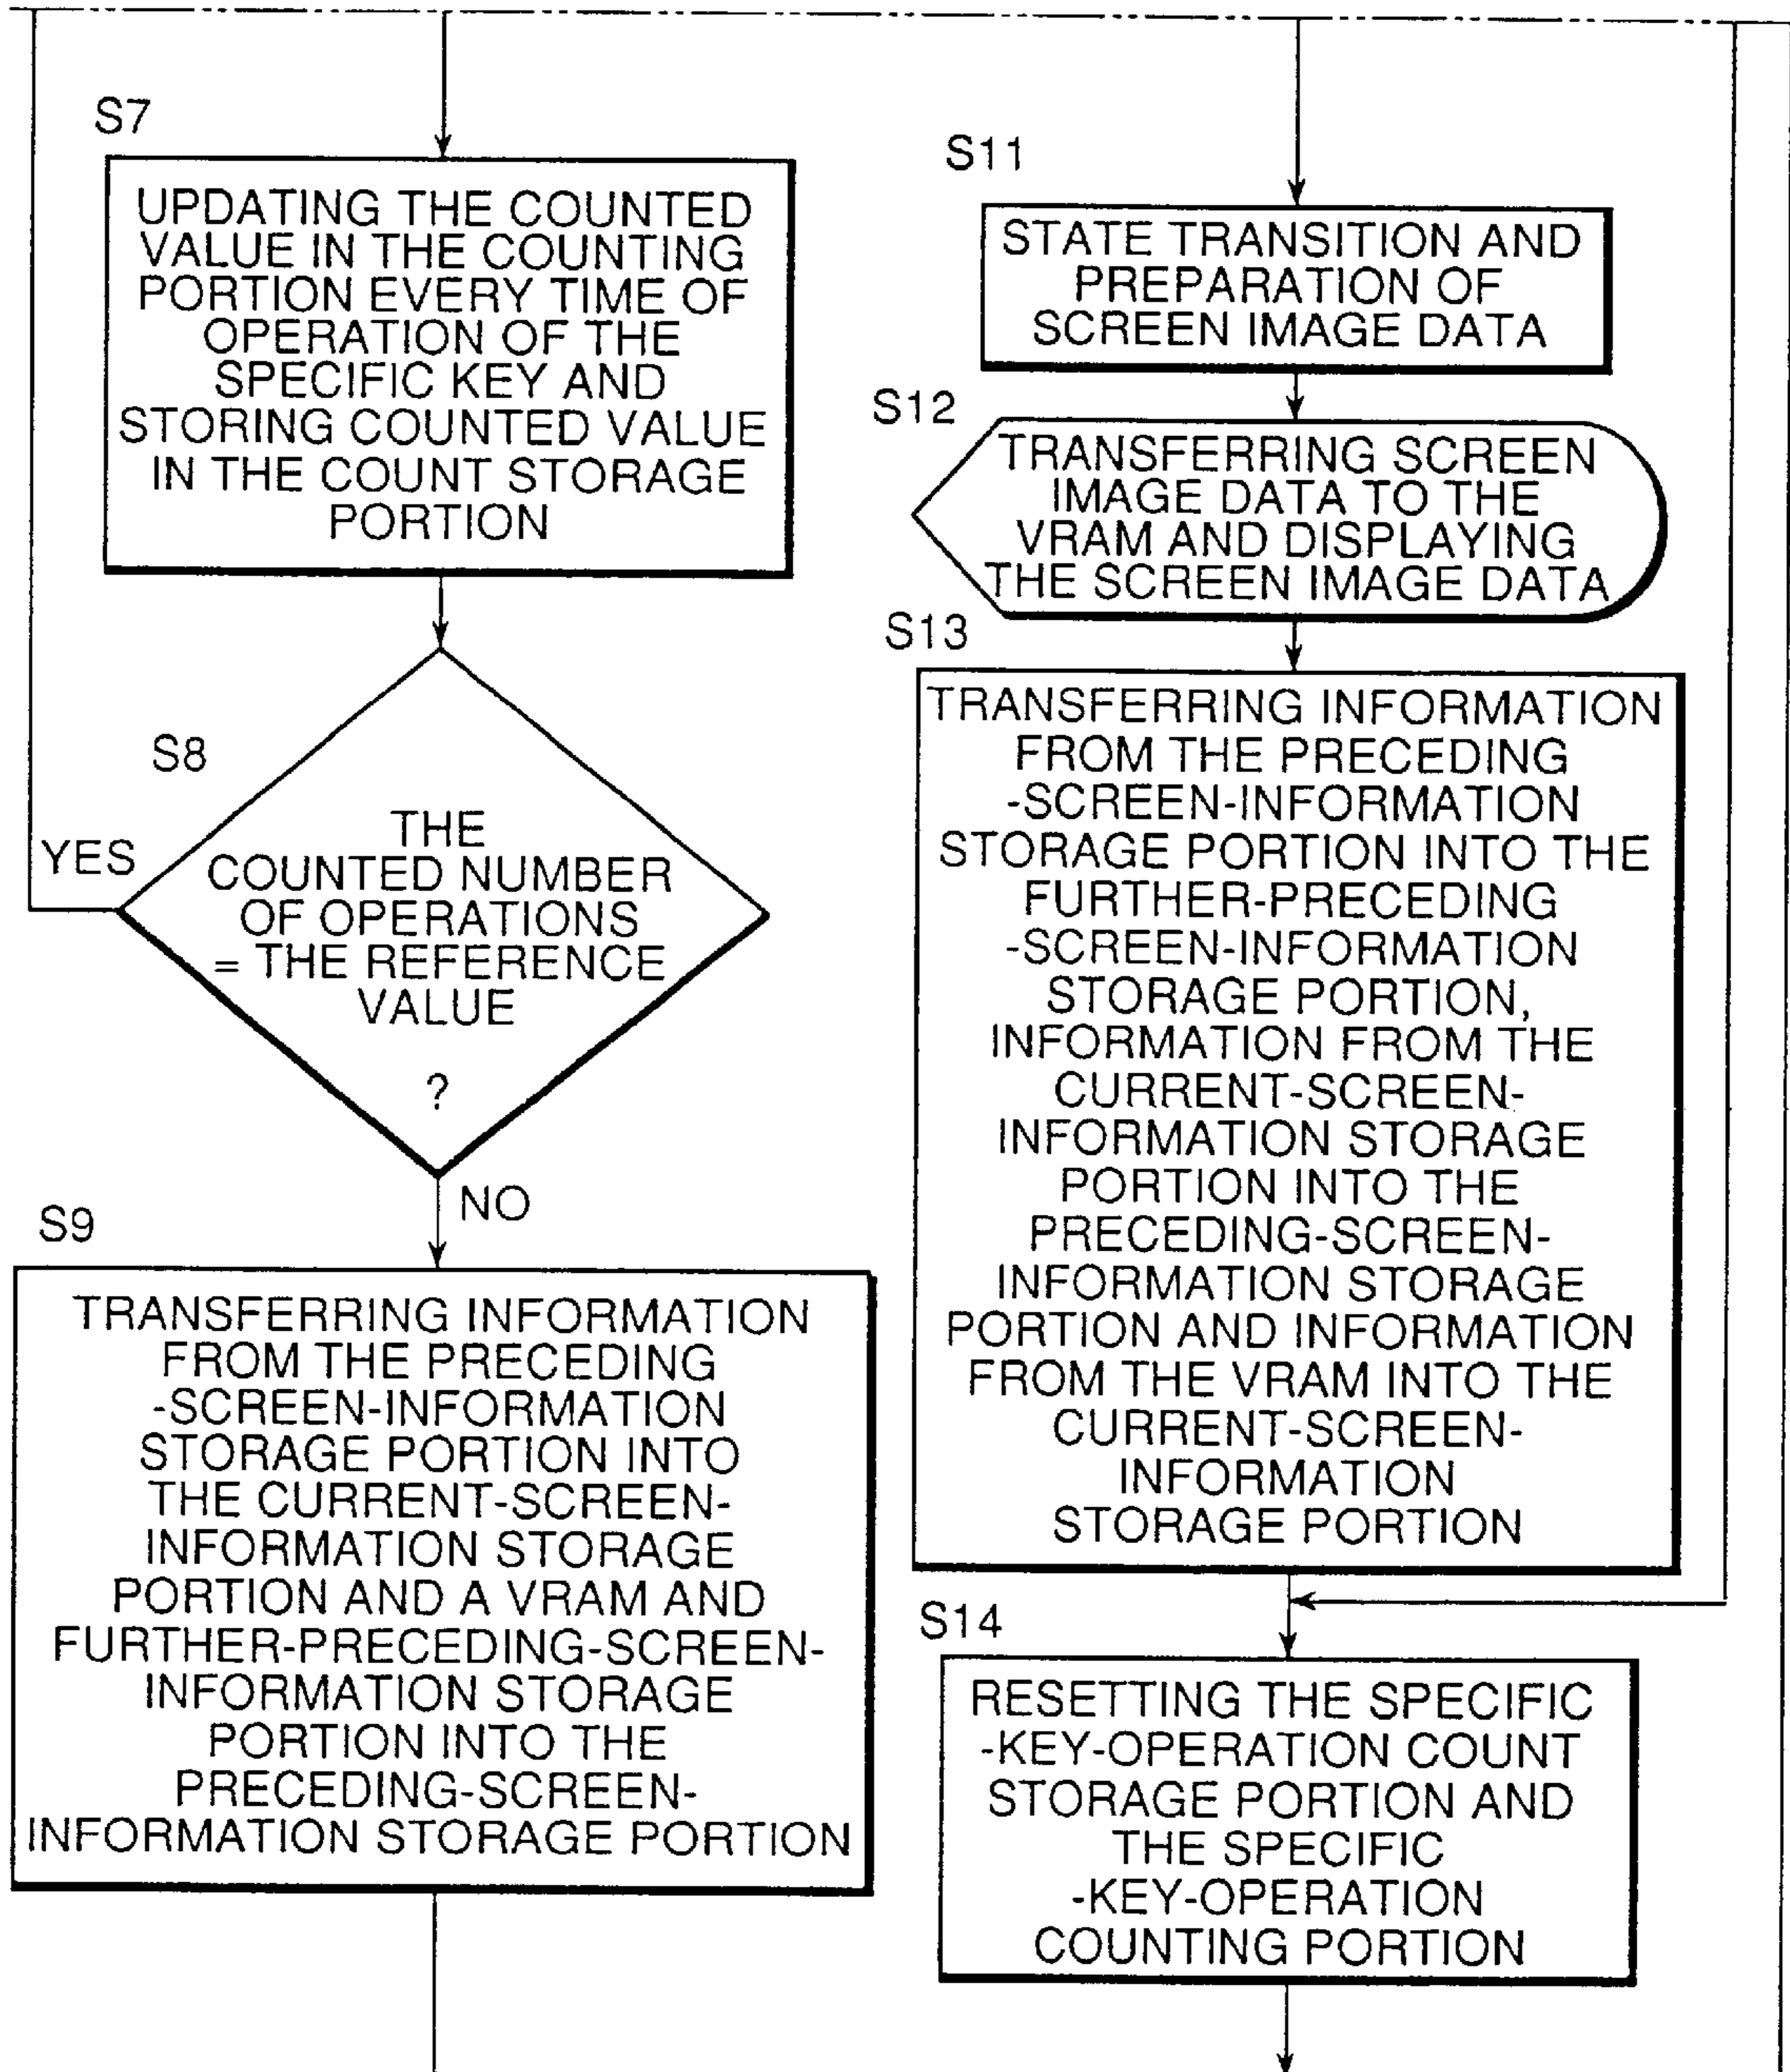 S7
UPDATING THE COUNTED
VALUE IN THE COUNTING
PORTION EVERY TIME OF
OPERATION OF THE
SPECIFIC KEY AND
STORING COUNTED VALUE
IN THE COUNT STORAGE
PORTION
S8
YES
THE
COUNTED NUMBER
OF OPERATIONS
= THE REFERENCE
VALUE
?
NO
S9
TRANSFERRING INFORMATION
FROM THE PRECEDING
-SCREEN-INFORMATION
STORAGE PORTION INTO
THE CURRENT-SCREEN-
INFORMATION STORAGE
PORTION AND A VRAM AND
FURTHER-PRECEDING-SCREEN-
INFORMATION STORAGE
PORTION INTO THE
PRECEDING-SCREEN-
INFORMATION STORAGE PORTION
S11
STATE TRANSITION AND
PREPARATION OF
SCREEN IMAGE DATA
S12
TRANSFERRING SCREEN
IMAGE DATA TO THE
VRAM AND DISPLAYING
THE SCREEN IMAGE DATA
S13
TRANSFERRING INFORMATION
FROM THE PRECEDING
-SCREEN-INFORMATION
STORAGE PORTION INTO THE
FURTHER-PRECEDING
-SCREEN-INFORMATION
STORAGE PORTION,
INFORMATION FROM THE
CURRENT-SCREEN-
INFORMATION STORAGE
PORTION INTO THE
PRECEDING-SCREEN-
INFORMATION STORAGE
PORTION AND INFORMATION
FROM THE VRAM INTO THE
CURRENT-SCREEN-
INFORMATION
STORAGE PORTION
S14
RESETTING THE SPECIFIC
-KEY-OPERATION COUNT
STORAGE PORTION AND
THE SPECIFIC
-KEY-OPERATION
COUNTING PORTION